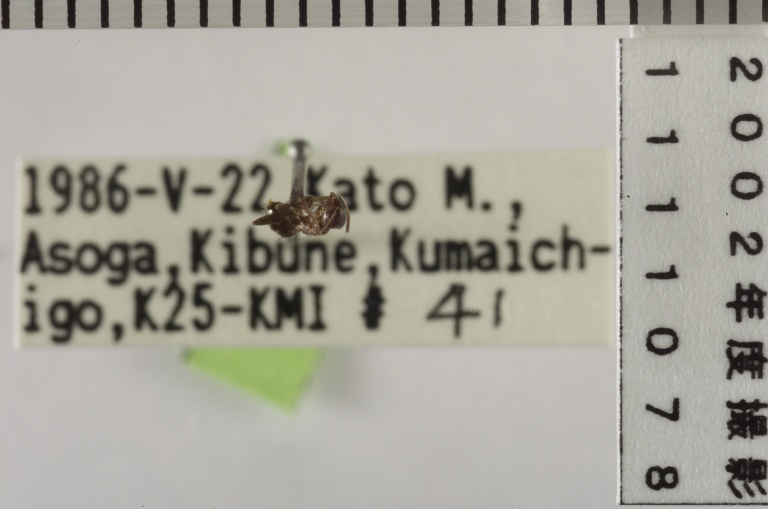 1986-V-22 Kato M.,
Asoga,Kibune,Kumaich-
igo,K25-KMI # 41
2002年度撮影
1111078